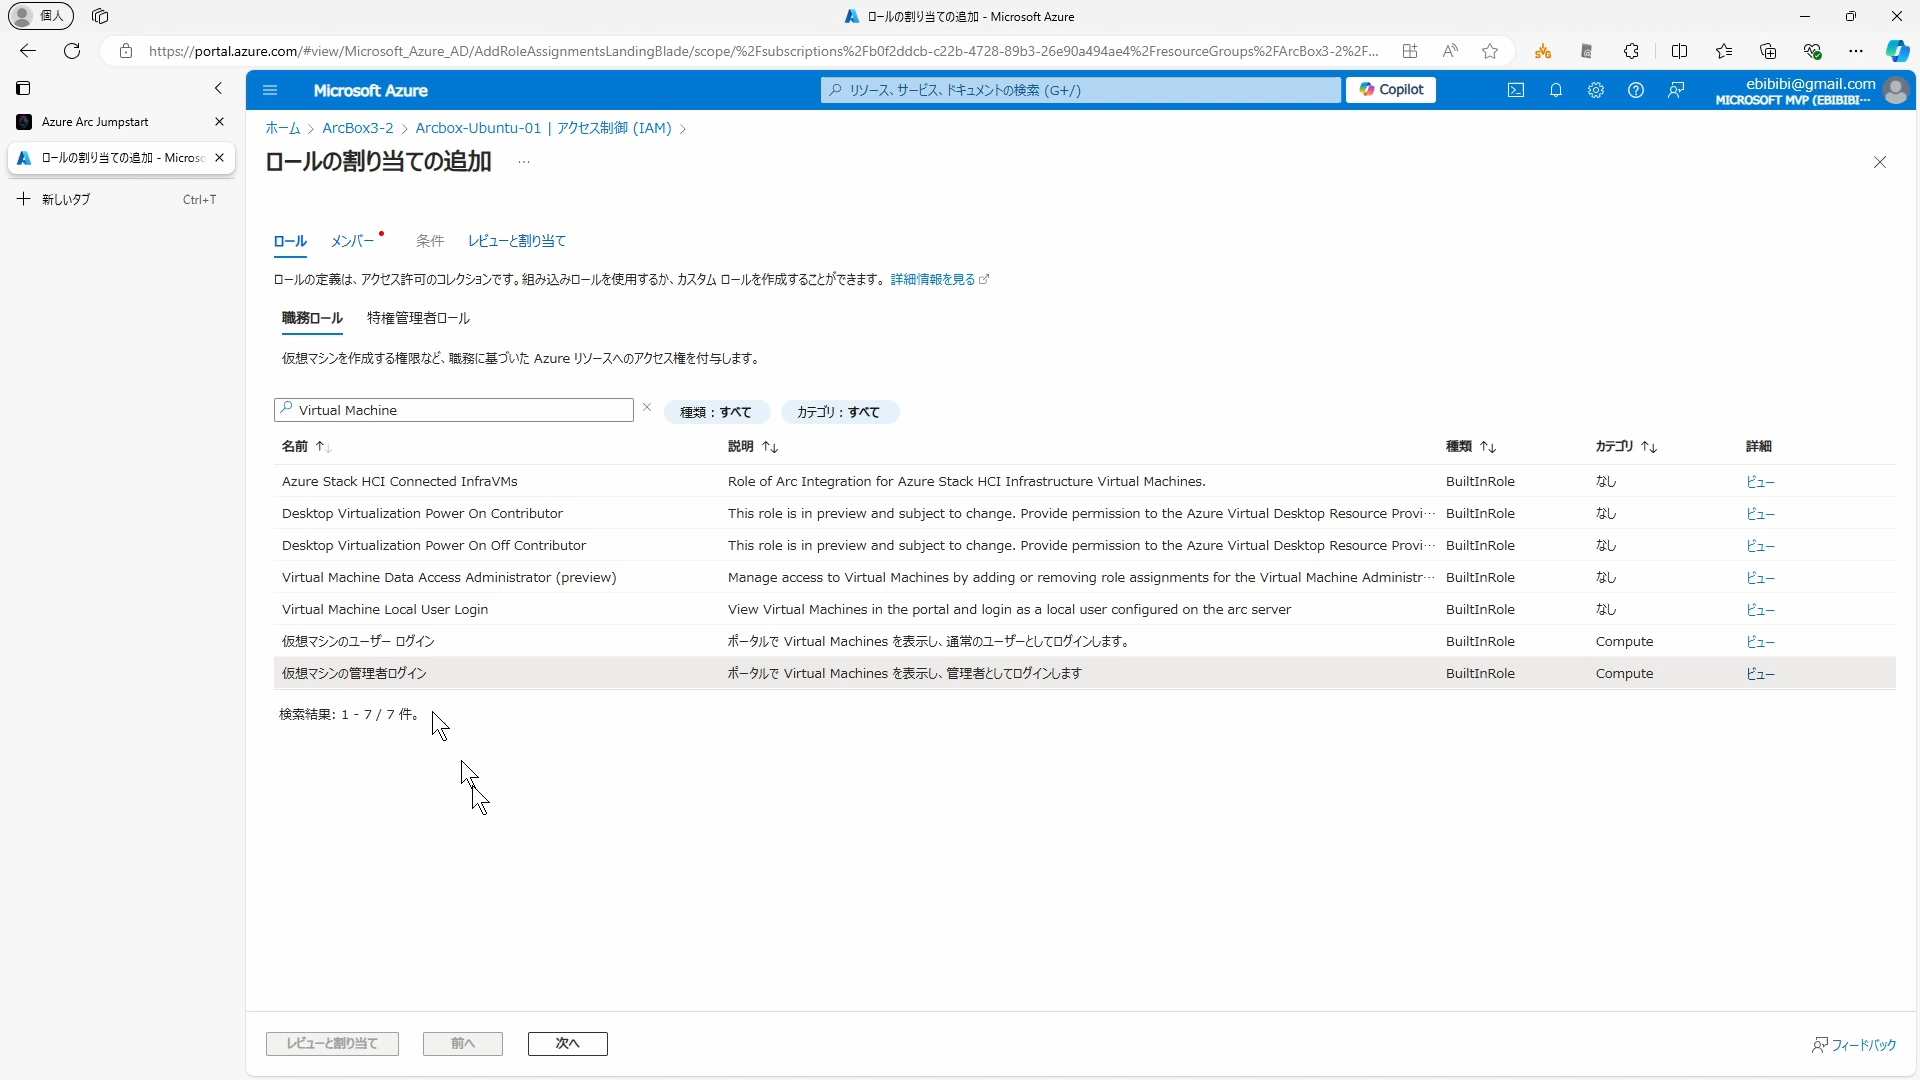 個人
ロールの割り当ての追加 - Microsoft Azure
https://portal.azure.com/#view/Microsoft_Azure_AD/AddRoleAssignmentsLandingBlade/scope/%2Fsubscriptions%2Fb0f2ddcb-c22b-4728-89b3-26e90a494ae4%2FresourceGroups%2FArcBox3-2%2F...
Azure Arc Jumpstart
ロールの割り当ての追加 - Microsc
新しいタブ Ctrl+T
Microsoft Azure
リソース、サービス、ドキュメントの検索 (G+/)
Copilot
ebibibi@gmail.com
MICROSOFT MVP (EBIBIBI…
ホーム > ArcBox3-2 > Arcbox-Ubuntu-01 | アクセス制御 (IAM) >
ロールの割り当ての追加 …
ロール メンバー 条件 レビューと割り当て
ロールの定義は、アクセス許可のコレクションです。組み込みロールを使用するか、カスタム ロールを作成することができます。 詳細情報を見る
職務ロール 特権管理者ロール
仮想マシンを作成する権限など、職務に基づいた Azure リソースへのアクセス権を付与します。
Virtual Machine
種類 : すべて
カテゴリ : すべて
名前 ↑↓ 説明 ↑↓ 種類 ↑↓ カテゴリ ↑↓ 詳細
Azure Stack HCI Connected InfraVMs Role of Arc Integration for Azure Stack HCI Infrastructure Virtual Machines. BuiltInRole なし ビュー
Desktop Virtualization Power On Contributor This role is in preview and subject to change. Provide permission to the Azure Virtual Desktop Resource Provi… BuiltInRole なし ビュー
Desktop Virtualization Power On Off Contributor This role is in preview and subject to change. Provide permission to the Azure Virtual Desktop Resource Provi… BuiltInRole なし ビュー
Virtual Machine Data Access Administrator (preview) Manage access to Virtual Machines by adding or removing role assignments for the Virtual Machine Administr… BuiltInRole なし ビュー
Virtual Machine Local User Login View Virtual Machines in the portal and login as a local user configured on the arc server BuiltInRole なし ビュー
仮想マシンのユーザー ログイン ポータルで Virtual Machines を表示し、通常のユーザーとしてログインします。 BuiltInRole Compute ビュー
仮想マシンの管理者ログイン ポータルで Virtual Machines を表示し、管理者としてログインします BuiltInRole Compute ビュー
検索結果: 1 - 7 / 7 件。
レビューと割り当て 前へ 次へ
フィードバック